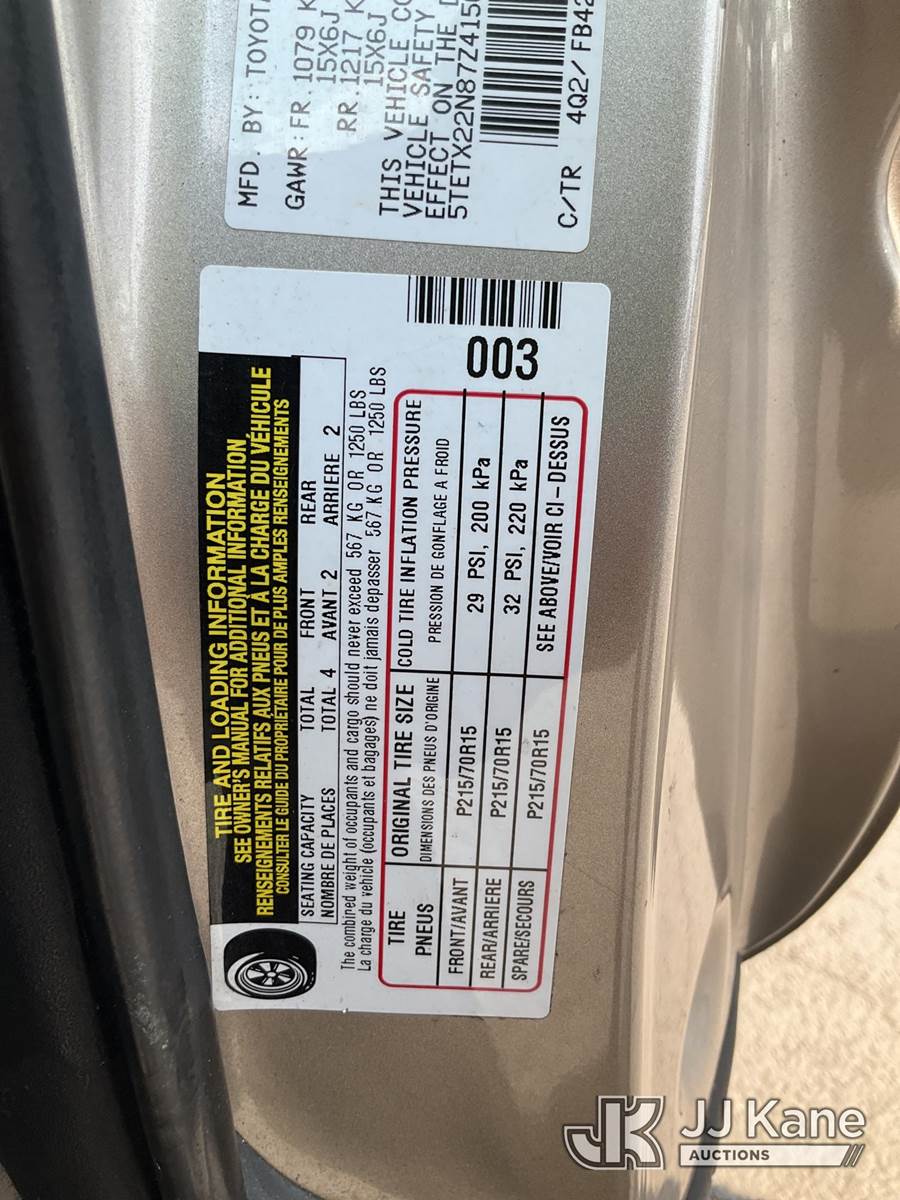 MFD. BY: TOYOTA
GAWR: FR. 1079 K
15X6J
RR. 1217 K
15X6J
THIS VEHICLE CO
VEHICLE SAFETY
EFFECT ON THE D
5TETX22N87Z4150
C/TR 4Q2/FB42
TIRE AND LOADING INFORMATION
SEE OWNER'S MANUAL FOR ADDITIONAL INFORMATION
RENSEIGNEMENTS RELATIFS AUX PNEUS ET À LA CHARGE DU VÉHICULE
CONSULTER LE GUIDE DU PROPRIETAIRE POUR DE PLUS AMPLES RENSEIGNEMENTS
SEATING CAPACITY TOTAL FRONT REAR
NOMBRE DE PLACES TOTAL 4 AVANT 2 ARRIERE 2
The combined weight of occupants and cargo should never exceed 567 KG OR 1250 LBS
La charge du véhicule (occupants et bagages) ne doit jamais depasser 567 KG OR 1250 LBS
TIRE ORIGINAL TIRE SIZE COLD TIRE INFLATION PRESSURE
PNEUS DIMENSIONS DES PNEUS D'ORIGINE PRESSION DE GONFLAGE A FROID
FRONT/AVANT P215/70R15 29 PSI, 200 kPa
REAR/ARRIERE P215/70R15 32 PSI, 220 kPa
SPARE/SECOURS P215/70R15 SEE ABOVE/VOIR CI-DESSUS
003
JK JJ Kane
AUCTIONS